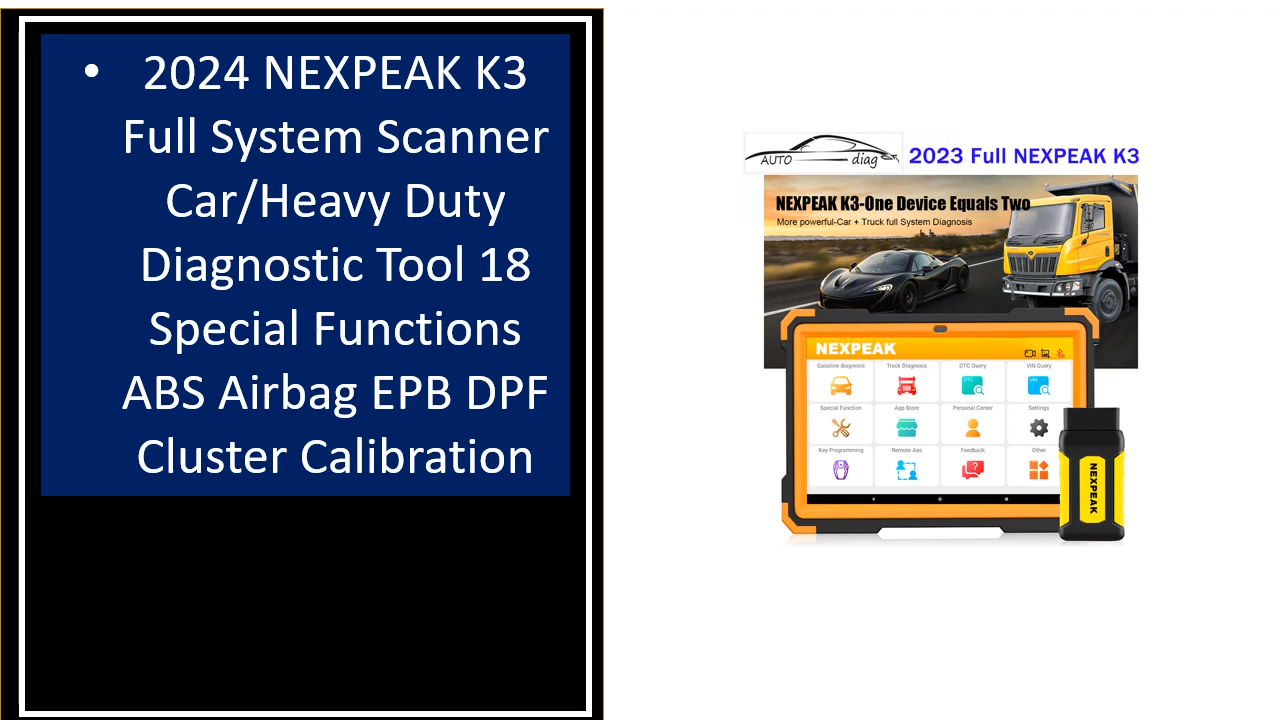 • 2024 NEXPEAK K3
Full System Scanner
Car/Heavy Duty
Diagnostic Tool 18
Special Functions
ABS Airbag EPB DPF
Cluster Calibration
AUTO diag
2023 Full NEXPEAK K3
NEXPEAK K3-One Device Equals Two
More powerful-Car + Truck full System Diagnosis
NEXPEAK
Gasoline diagnosis Truck Diagnosis DTC Query VIN Query
DTC VIN
Special Function App Store Personal Center Settings
Key Programming Remote Ass Feedback Other
NEXPEAK